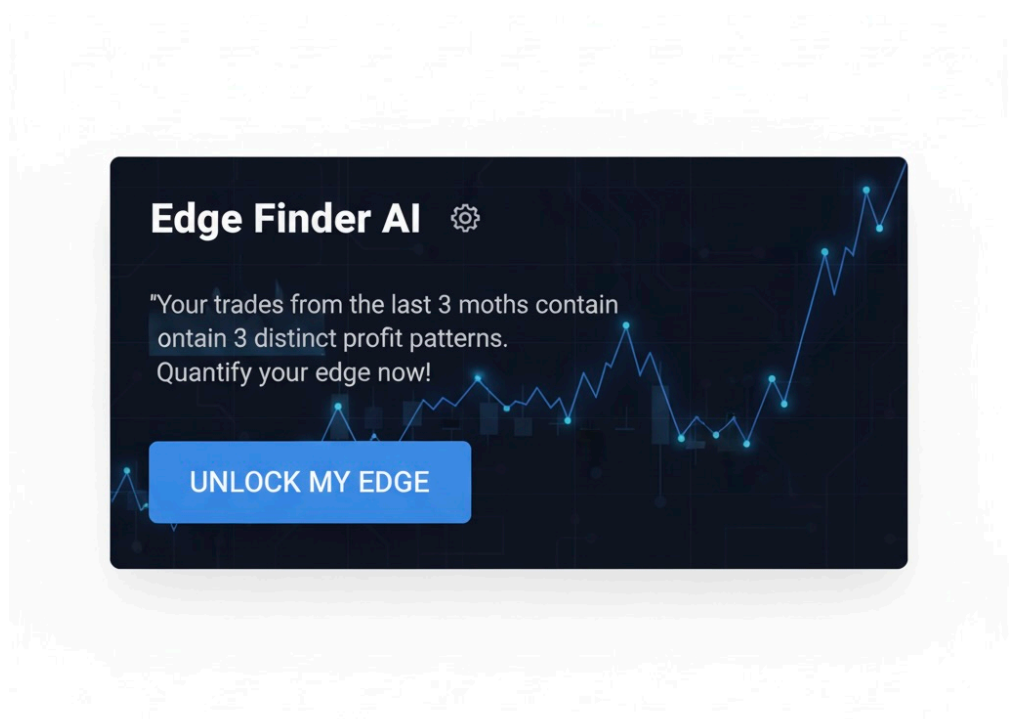 Edge Finder AI
"Your trades from the last 3 moths contain
ontain 3 distinct profit patterns.
Quantify your edge now!
UNLOCK MY EDGE